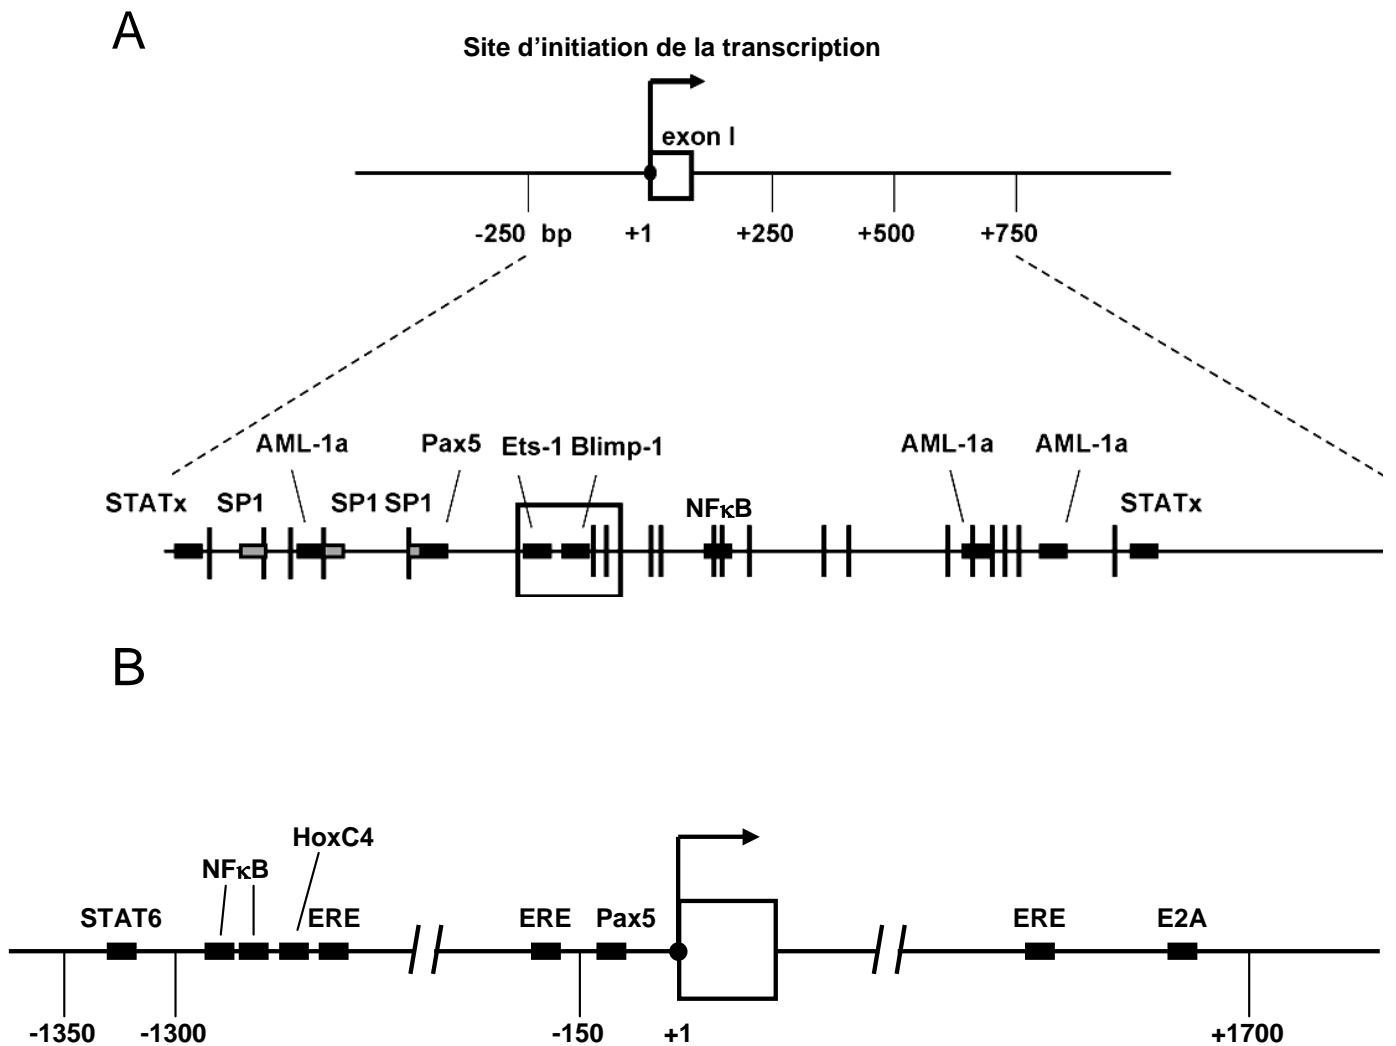 A
Site d’initiation de la transcription
exon I
-250 bp +1 +250 +500 +750
AML-1a Pax5 Ets-1 Blimp-1 AML-1a AML-1a
STATx SP1 SP1 SP1 NFκB STATx
B
HoxC4
NFκB
STAT6 ERE ERE Pax5 ERE E2A
-1350 -1300 -150 +1 +1700